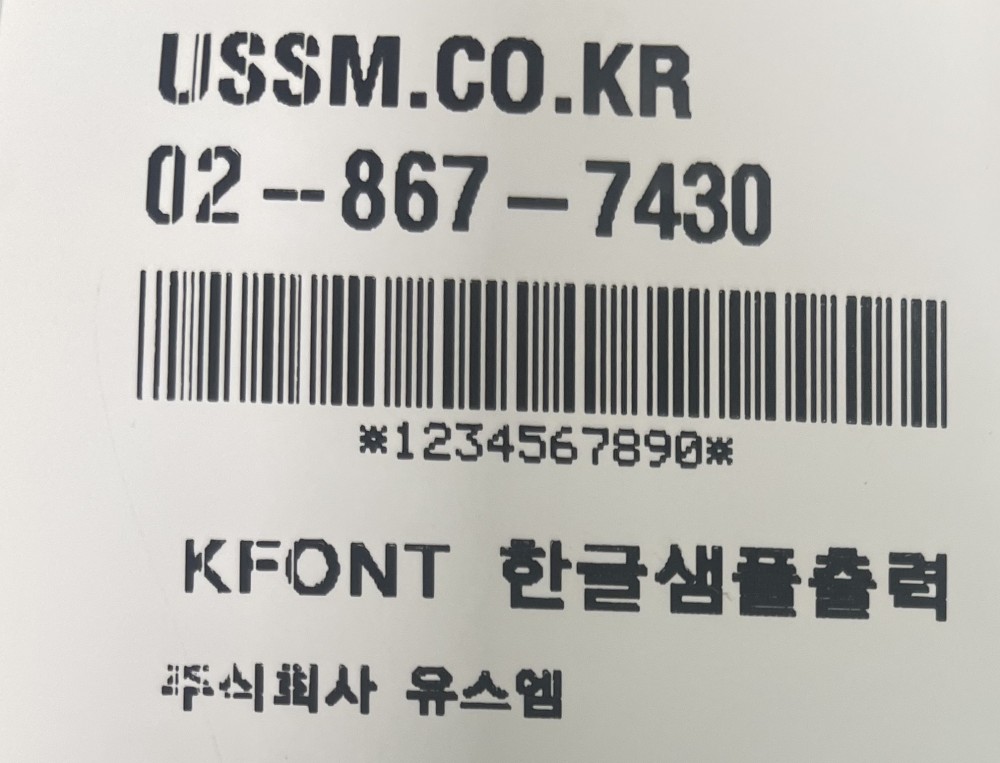 USSM.CO.KR
02-867-7430
*1234567890*
KFONT 한글샘플출력
주식회사 유스엠